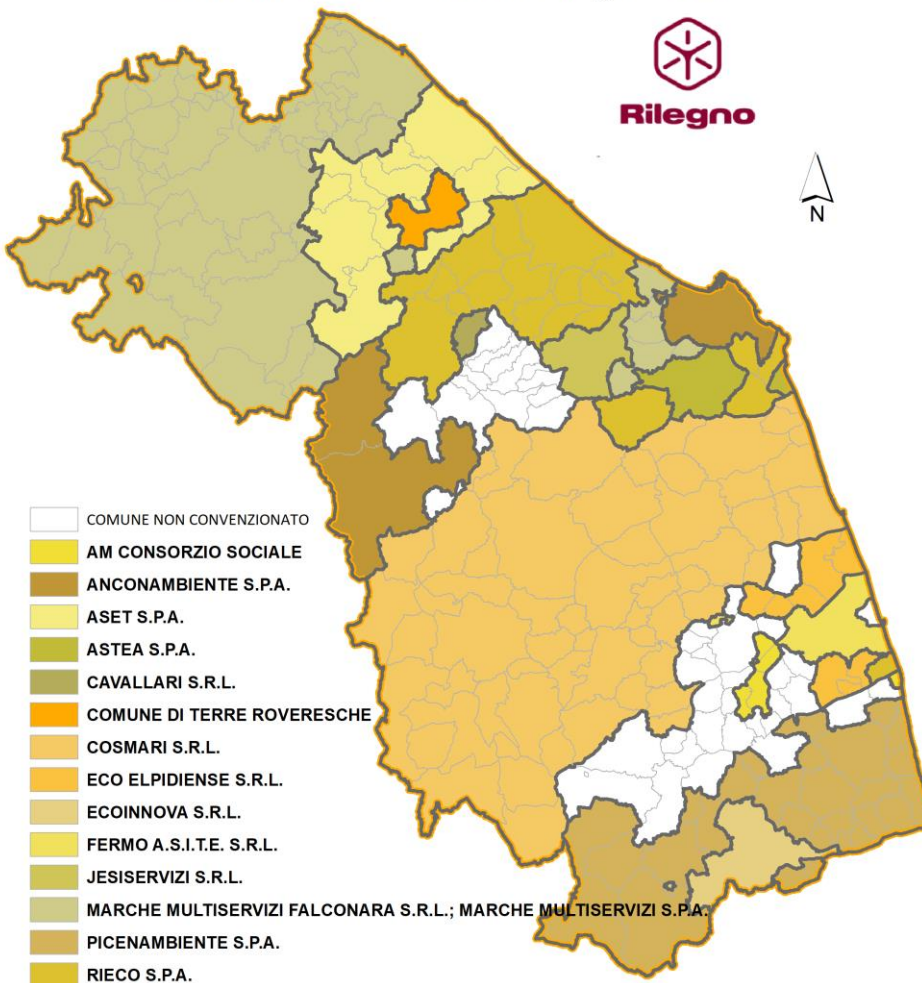 Rilegno
N
COMUNE NON CONVENZIONATO
AM CONSORZIO SOCIALE
ANCONAMBIENTE S.P.A.
ASET S.P.A.
ASTEA S.P.A.
CAVALLARI S.R.L.
COMUNE DI TERRE ROVERESCHE
COSMARI S.R.L.
ECO ELPIDIENSE S.R.L.
ECOINNOVA S.R.L.
FERMO A.S.I.T.E. S.R.L.
JESISERVIZI S.R.L.
MARCHE MULTISERVIZI FALCONARA S.R.L.; MARCHE MULTISERVIZI S.P.A.
PICENAMBIENTE S.P.A.
RIECO S.P.A.